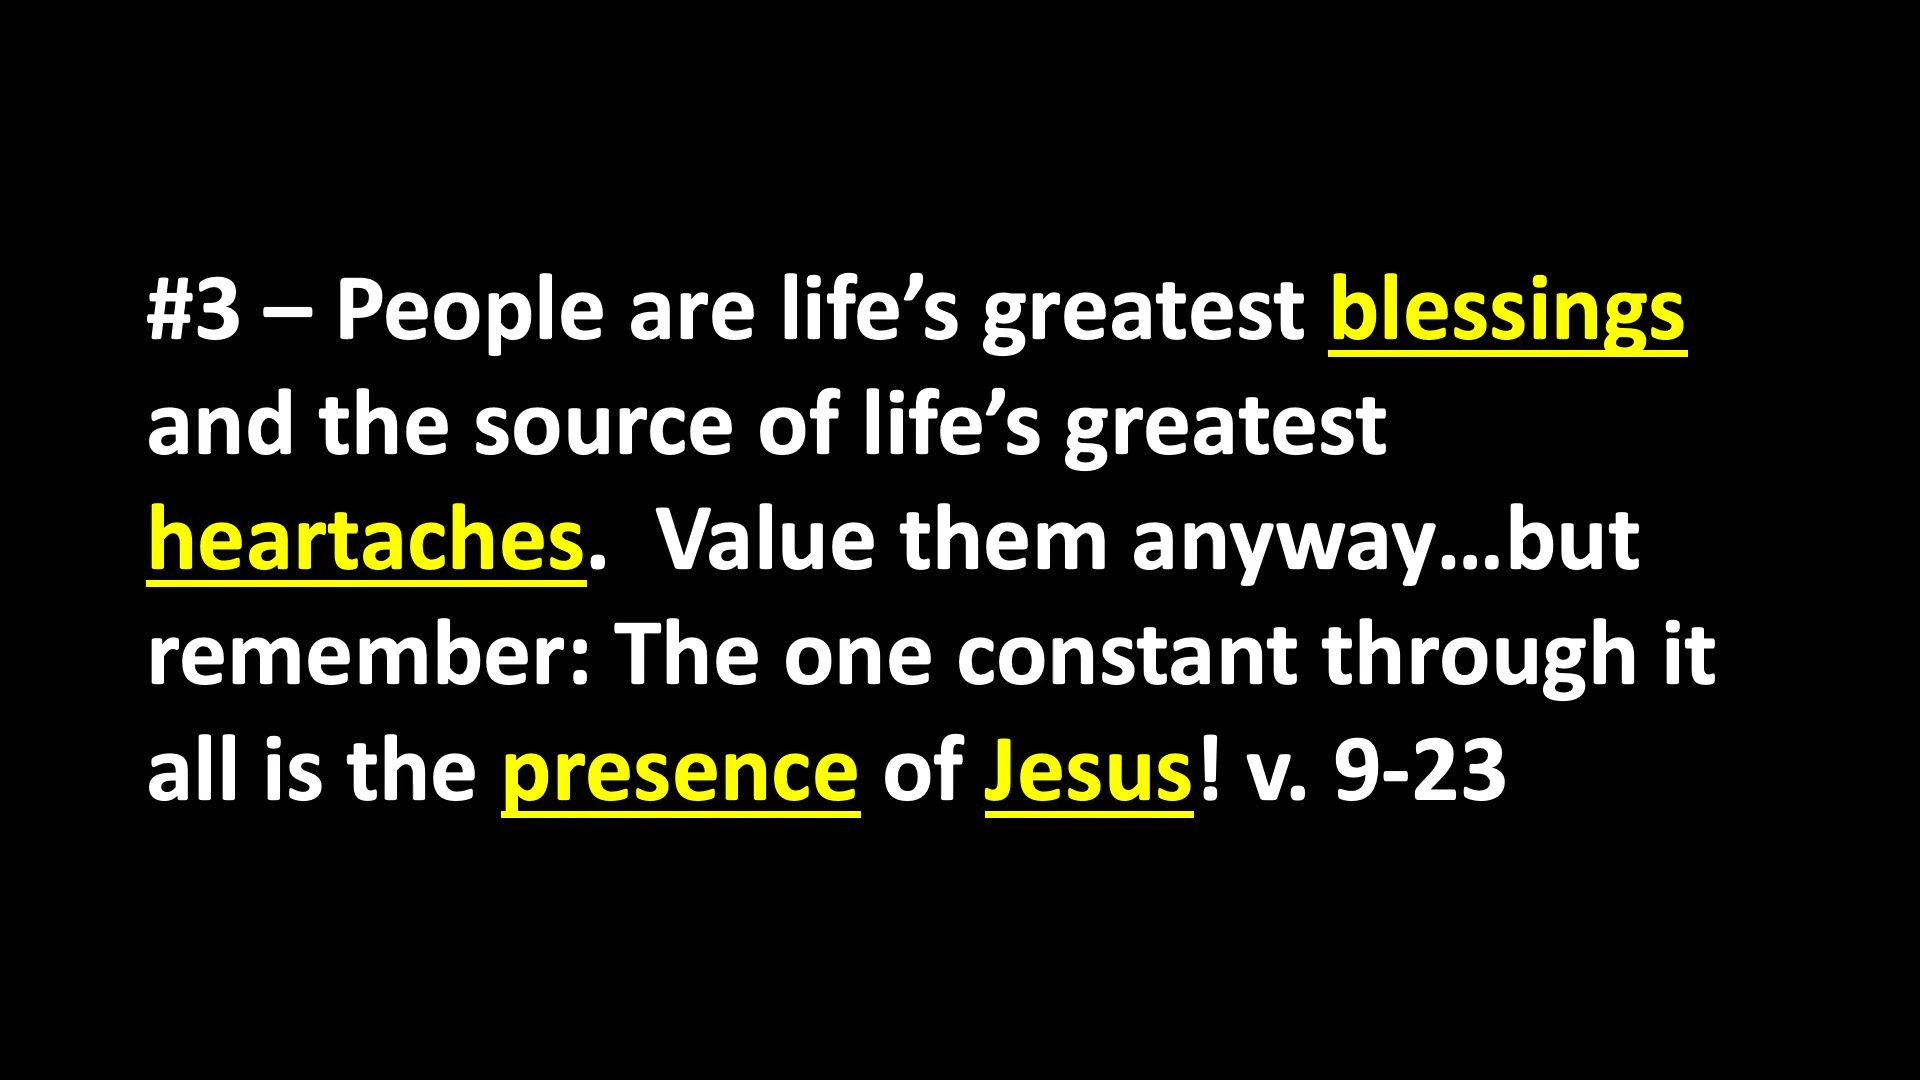 #3 – People are life’s greatest blessings
and the source of life’s greatest
heartaches.  Value them anyway…but
remember: The one constant through it
all is the presence of Jesus! v. 9-23